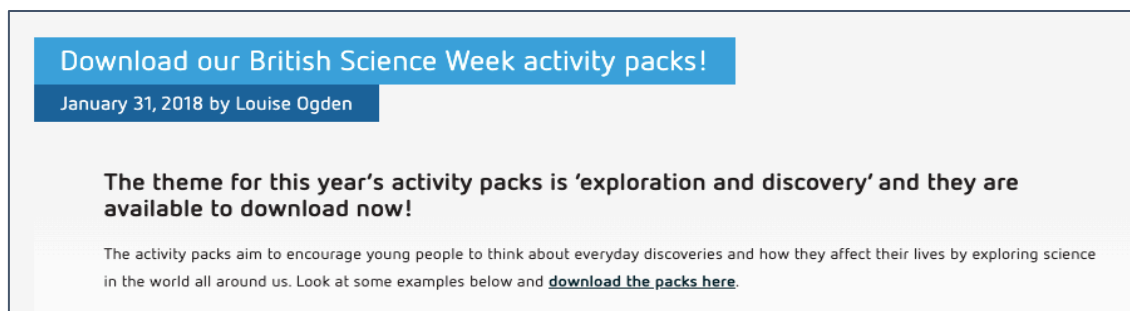 Download our British Science Week activity packs!
January 31, 2018 by Louise Ogden
The theme for this year's activity packs is 'exploration and discovery' and they are
available to download now!
The activity packs aim to encourage young people to think about everyday discoveries and how they affect their lives by exploring science
in the world all around us. Look at some examples below and download the packs here.